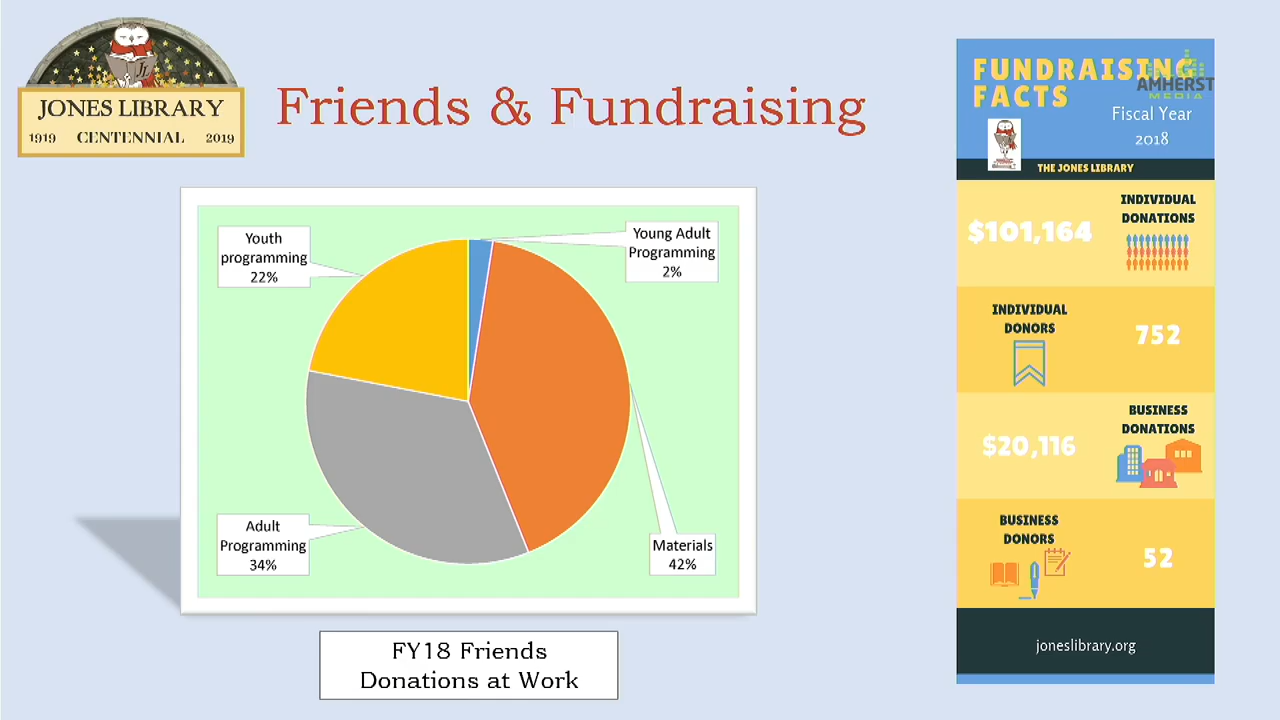 JONES LIBRARY
1919 CENTENNIAL 2019
Friends & Fundraising
Youth
programming
22%
Young Adult
Programming
2%
Adult
Programming
34%
Materials
42%
FY18 Friends
Donations at Work
FUNDRAISING
FACTS
AMHERST
MEDIA
Fiscal Year
2018
THE JONES LIBRARY
$101,164
INDIVIDUAL
DONATIONS
INDIVIDUAL
DONORS
752
$20,116
BUSINESS
DONATIONS
BUSINESS
DONORS
52
joneslibrary.org